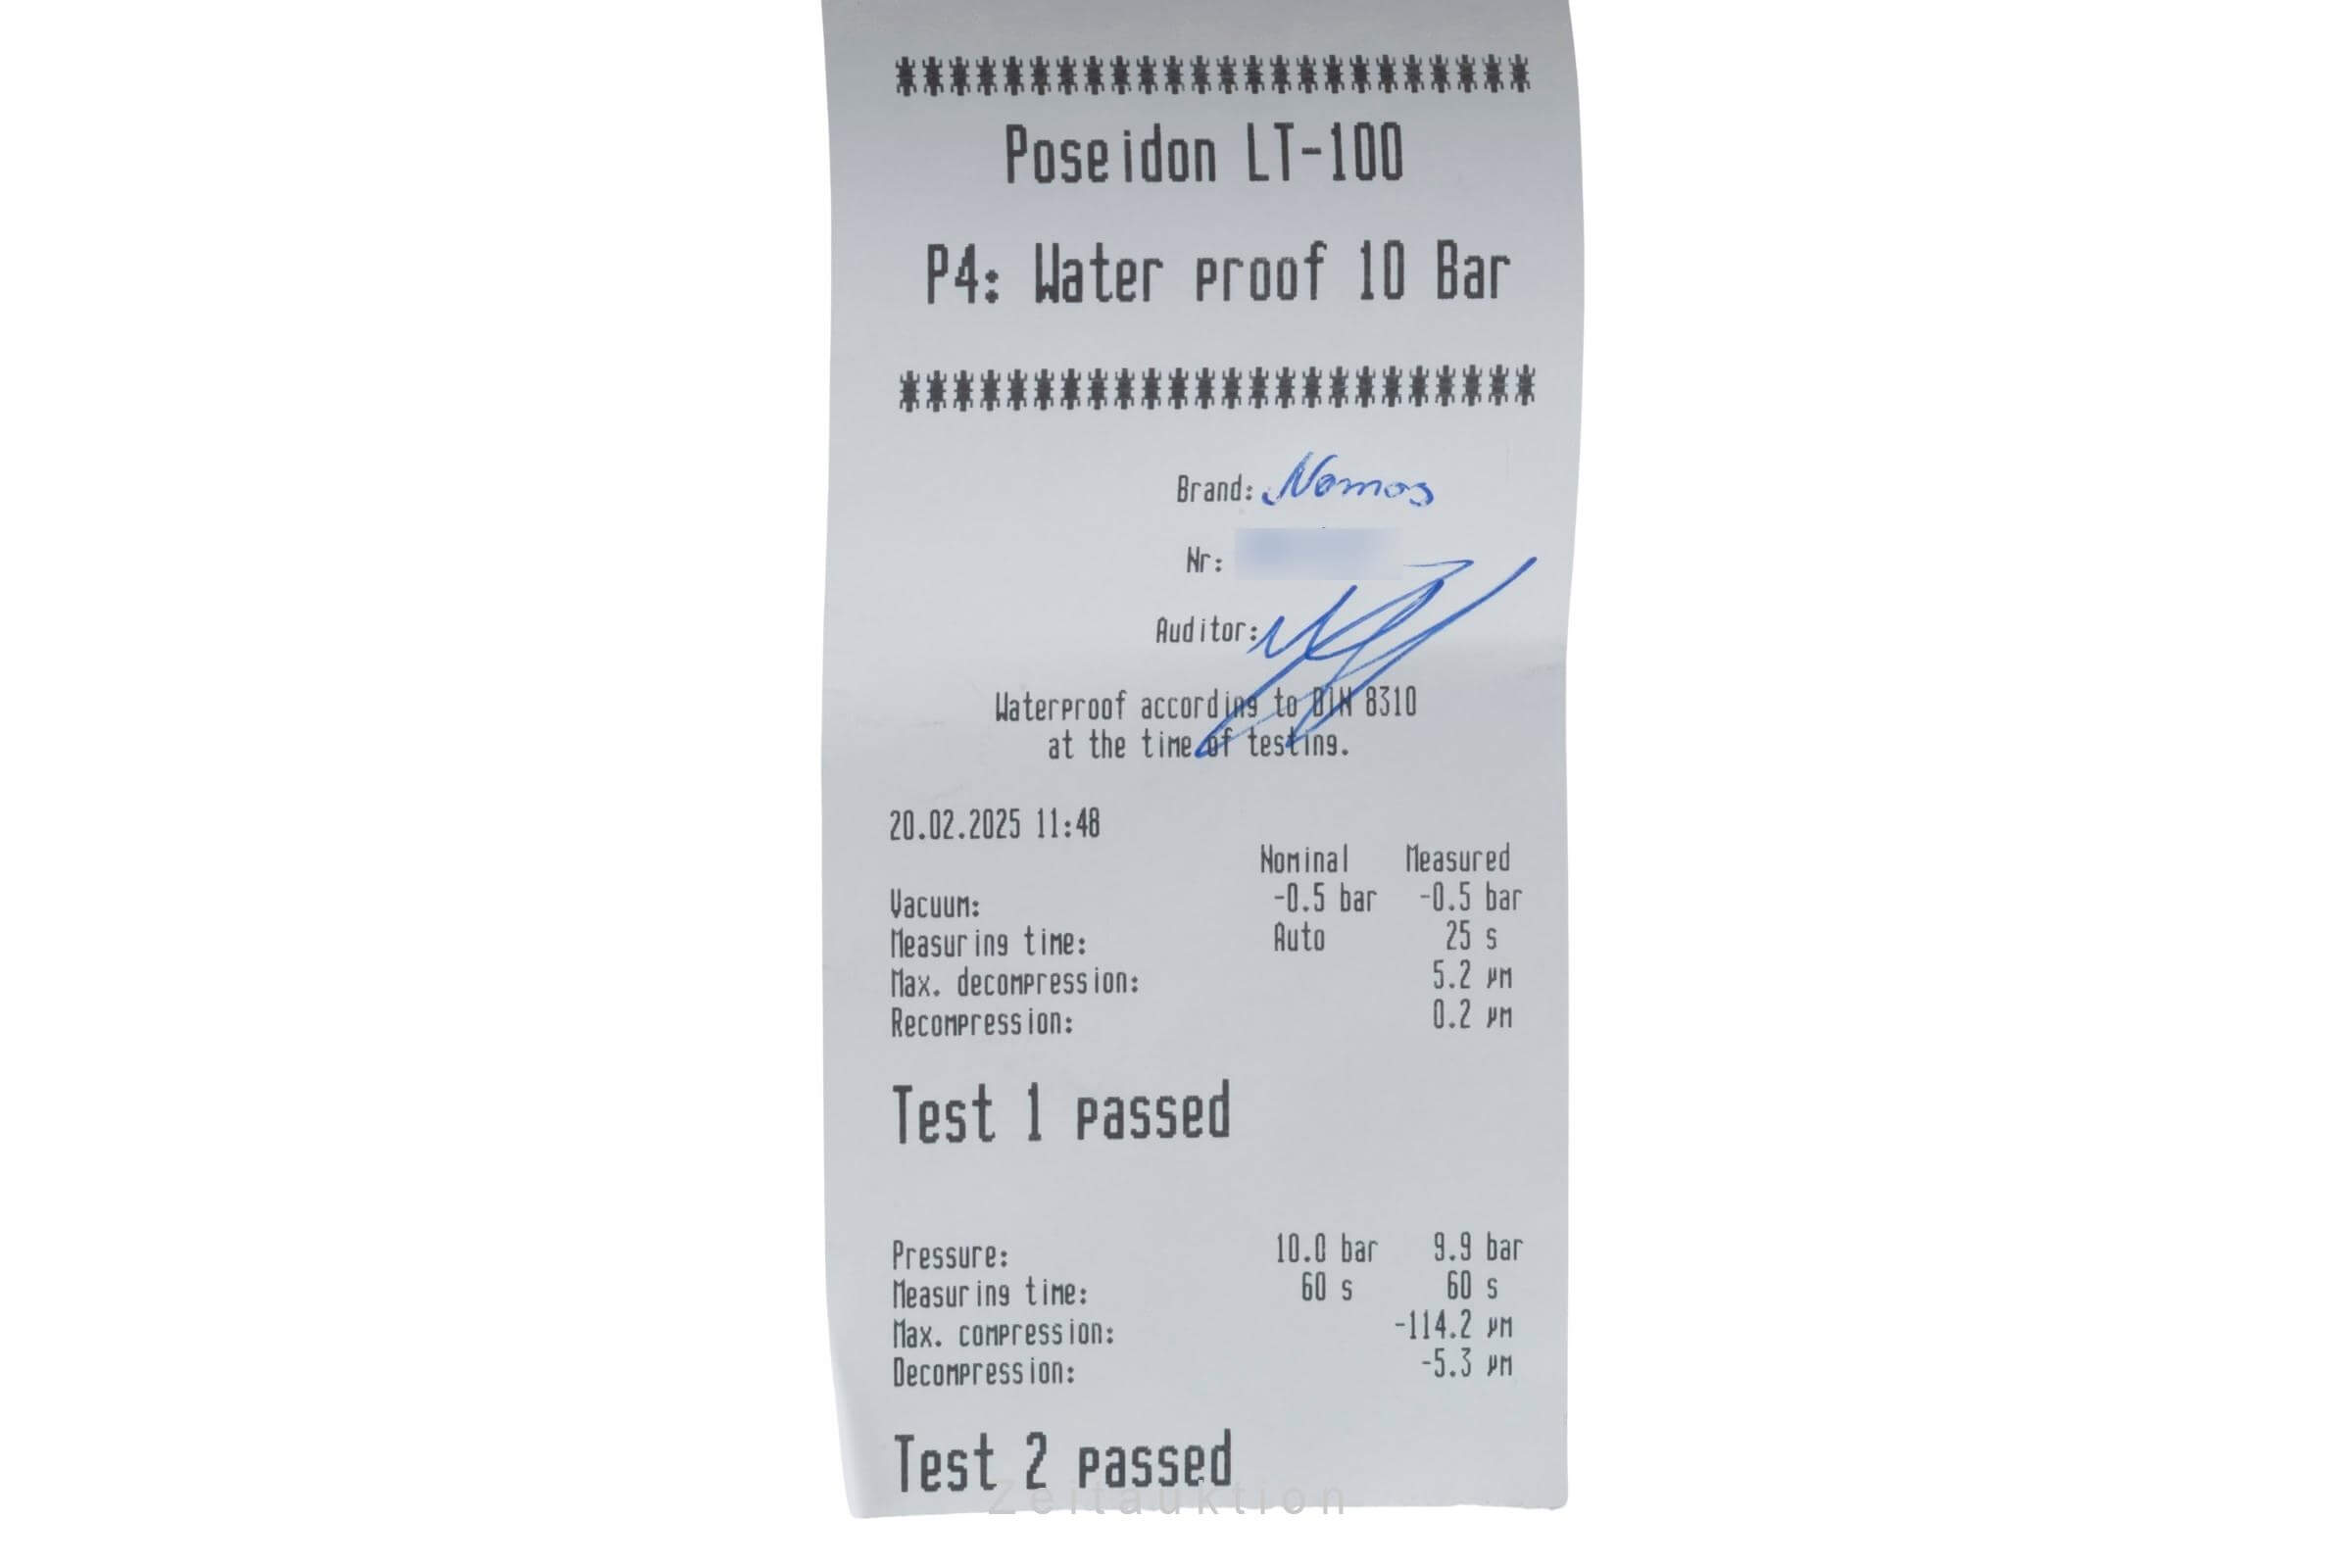 ************************
Poseidon LT-100
P4: Water proof 10 Bar
************************
Brand: Nomos
Nr:
Auditor:
Waterproof according to DIN 8310
at the time of testing.
20.02.2025 11:48
Nominal Measured
Vacuum: -0.5 bar -0.5 bar
Measuring time: Auto 25 s
Max. decompression: 5.2 µm
Recompression: 0.2 µm
Test 1 passed
Pressure: 10.0 bar 9.9 bar
Measuring time: 60 s 60 s
Max. compression: -114.2 µm
Decompression: -5.3 µm
Test 2 passed
Zeitauktion